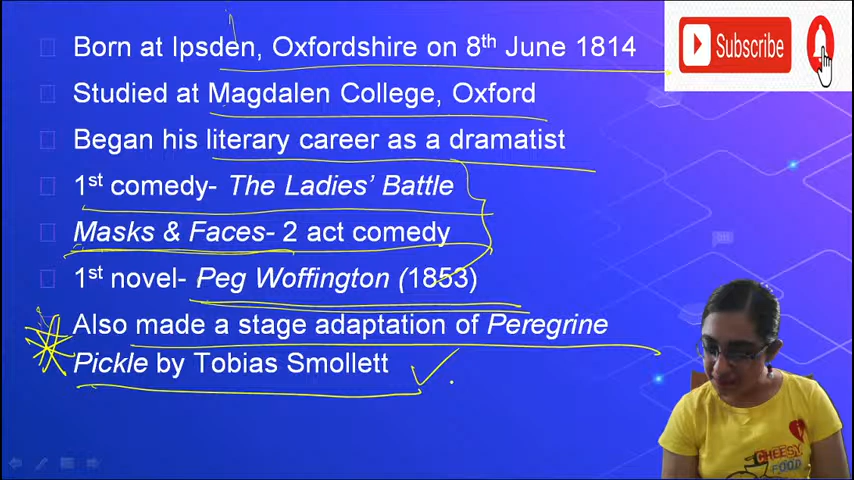 Born at Ipsden, Oxfordshire on 8th June 1814
Subscribe
Studied at Magdalen College, Oxford
Began his literary career as a dramatist
1st comedy- The Ladies' Battle
Masks & Faces- 2 act comedy
1st novel- Peg Woffington (1853)
Also made a stage adaptation of Peregrine
Pickle by Tobias Smollett
CHEESY
FOOD